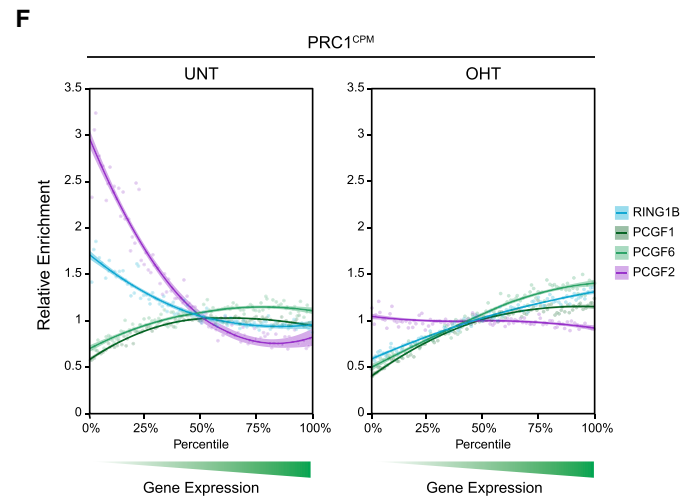 F
PRC1CPM
UNT
OHT
Relative Enrichment
3.5
3
2.5
2
1.5
1
0.5
0
0%
25%
50%
75%
100%
Percentile
Gene Expression
3.5
3
2.5
2
1.5
1
0.5
0
0%
25%
50%
75%
100%
Percentile
Gene Expression
RING1B
PCGF1
PCGF6
PCGF2